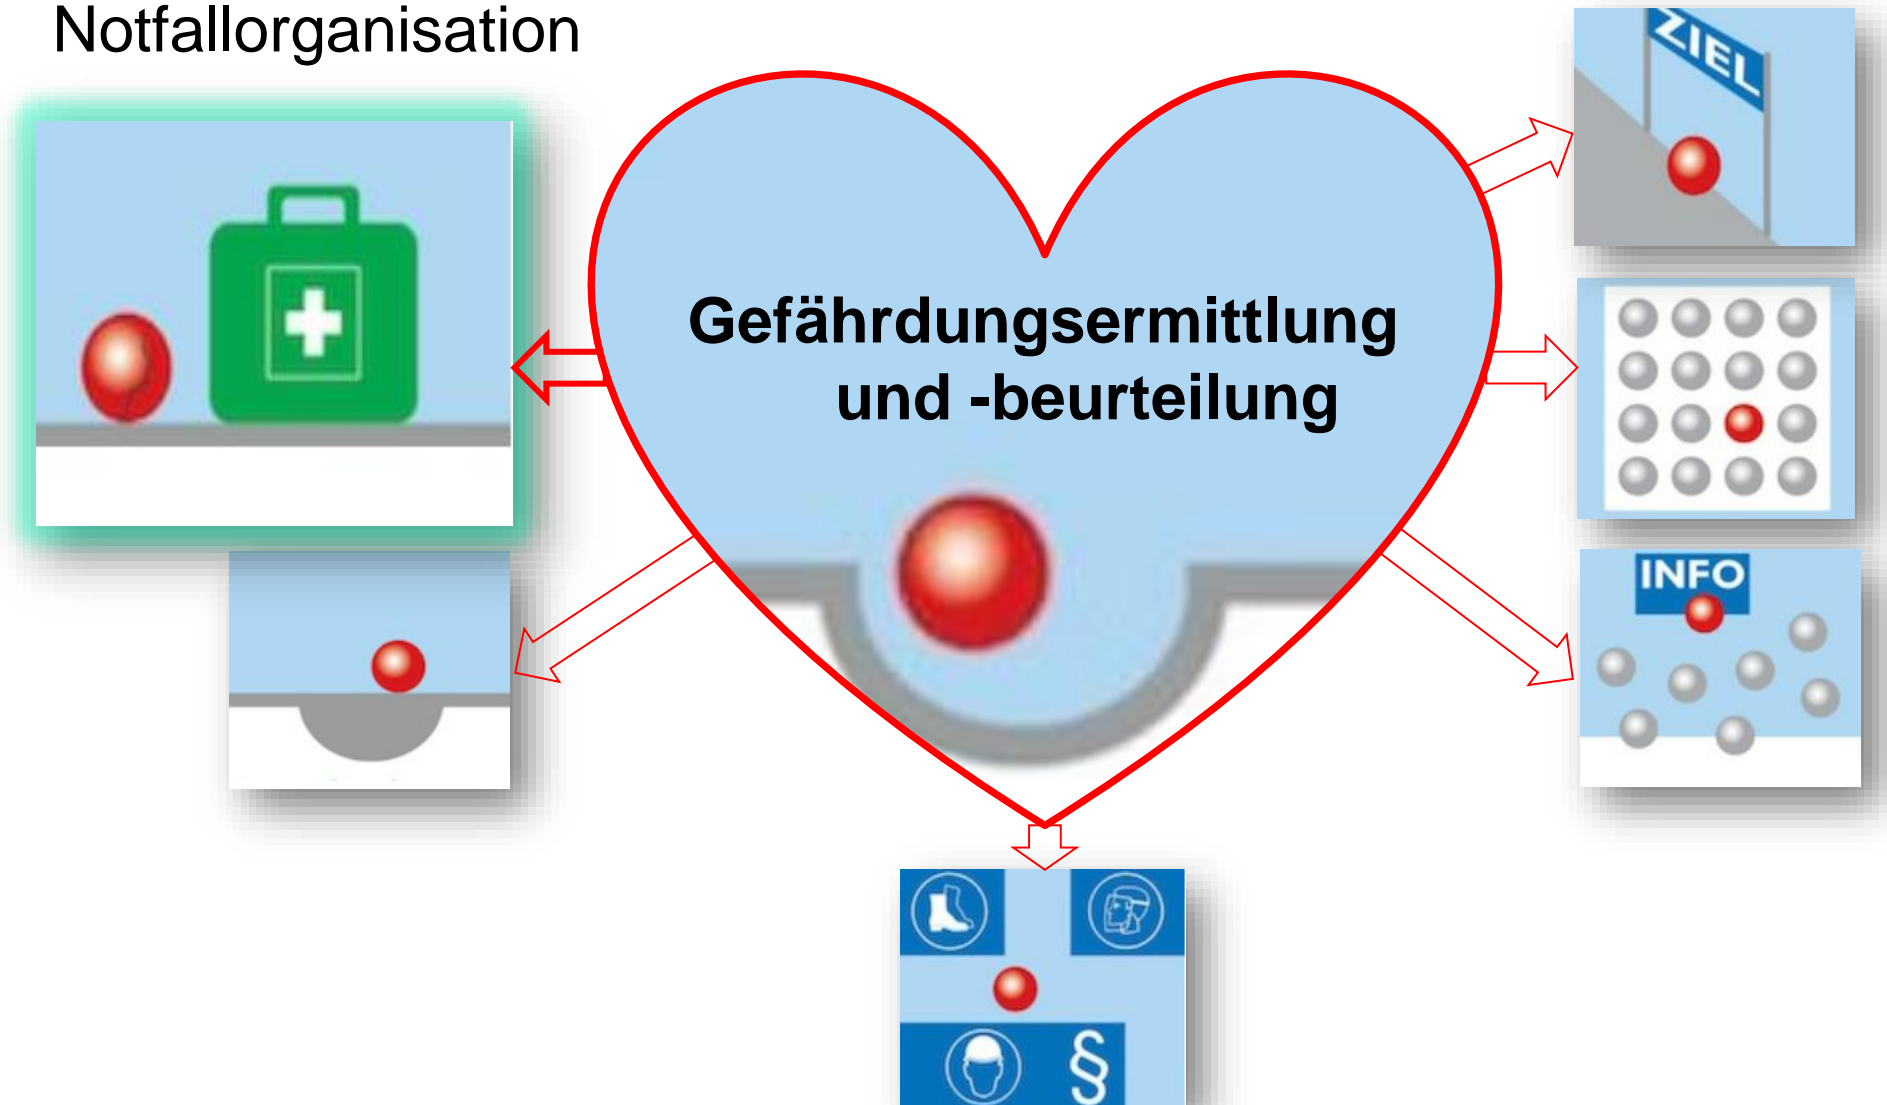 Notfallorganisation
ZIEL
Gefährdungsermittlung
und -beurteilung
INFO
§